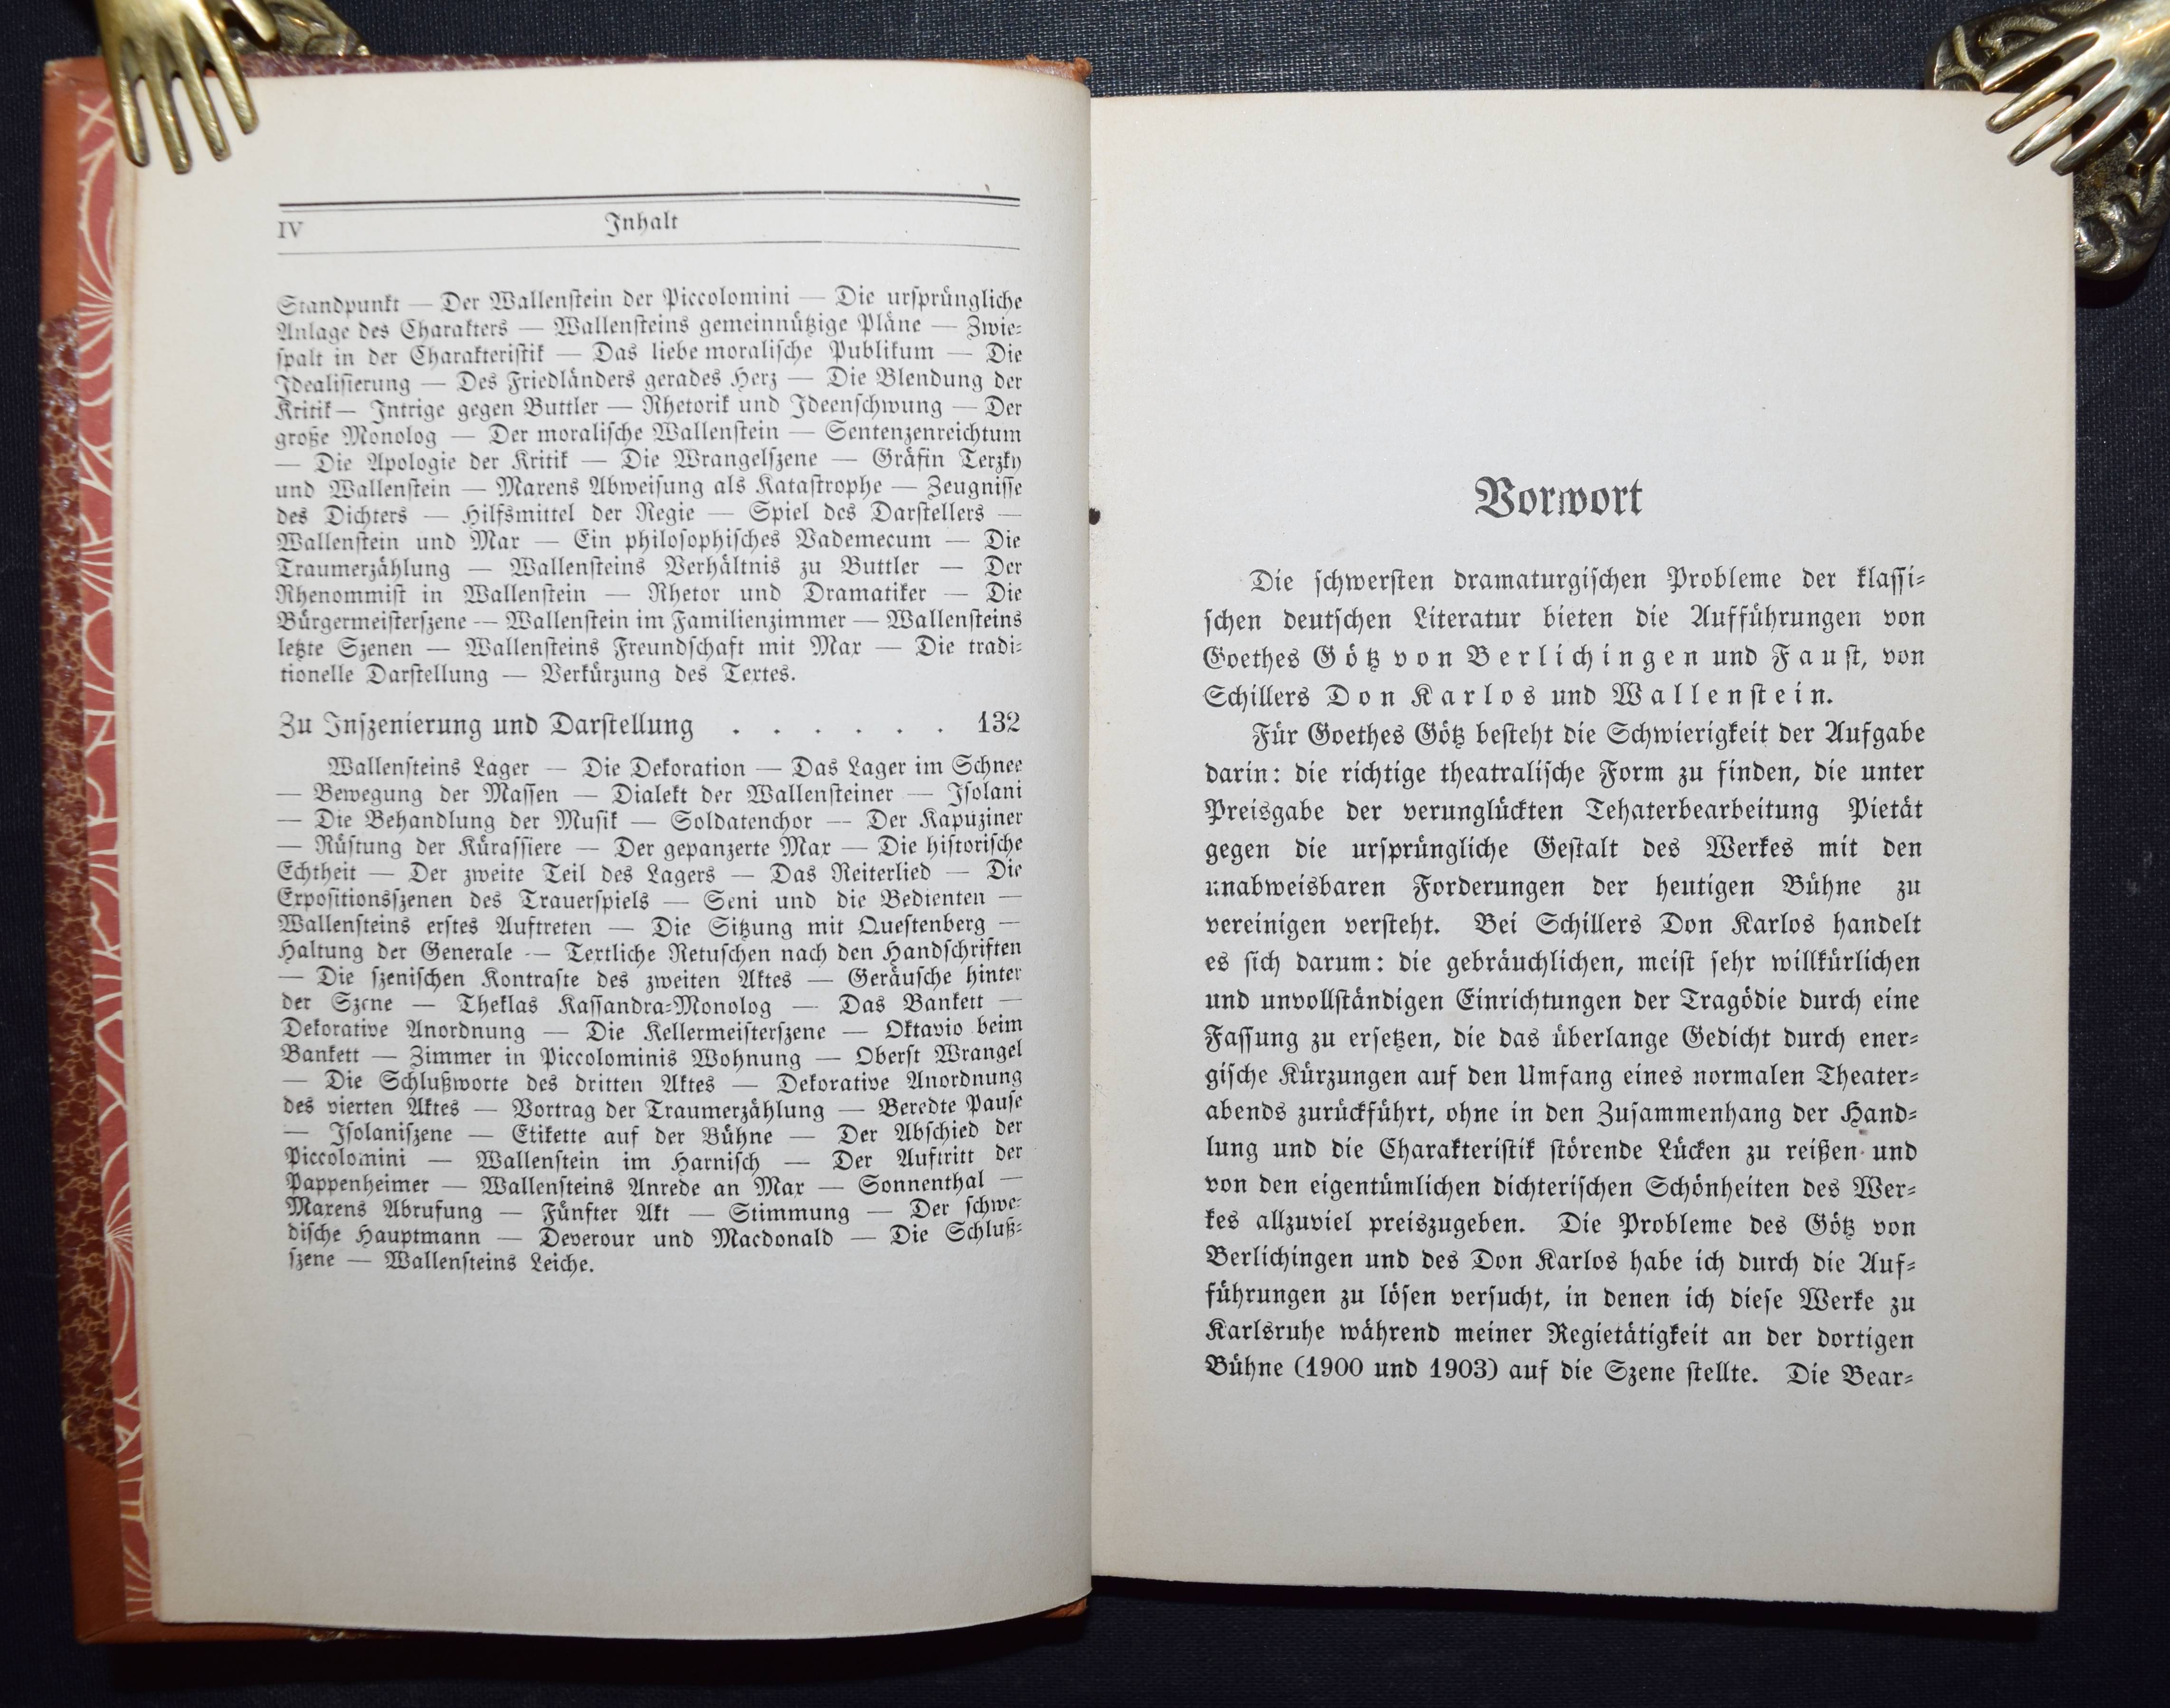 IV
Inhalt
Standpunkt — Der Wallenstein der Piccolomini — Die ursprüngliche
Anlage des Charakters — Wallensteins gemeinnützige Pläne — Zwie-
spalt in der Charakteristik — Das liebe moralische Publikum — Die
Idealisierung — Des Friedländers gerades Herz — Die Blendung der
Kritik — Intrige gegen Buttler — Rhetorik und Ideenschwung — Der
große Monolog — Der moralische Wallenstein — Sentenzenreichtum
— Die Apologie der Kritik — Die Wrangelszene — Gräfin Terzky
und Wallenstein — Maxens Abweisung als Katastrophe — Zeugnisse
des Dichters — Hilfsmittel der Regie — Spiel des Darstellers —
Wallenstein und Max — Ein philosophisches Vademecum — Die
Traumerzählung — Wallensteins Verhältnis zu Buttler — Der
Rhenommist in Wallenstein — Rhetor und Dramatiker — Die
Bürgermeisterszene — Wallenstein im Familienzimmer — Wallensteins
letzte Szenen — Wallensteins Freundschaft mit Max — Die tradi-
tionelle Darstellung — Verkürzung des Textes.
Zu Inszenierung und Darstellung . . . . . . 132
Wallensteins Lager — Die Dekoration — Das Lager im Schnee
— Bewegung der Massen — Dialekt der Wallensteiner — Isolani
— Die Behandlung der Musik — Soldatenchor — Der Kapuziner
— Rüstung der Kürassiere — Der gepanzerte Max — Die historische
Echtheit — Der zweite Teil des Lagers — Das Reiterlied — Die
Expositionsszenen des Trauerspiels — Seni und die Bedienten —
Wallensteins erstes Auftreten — Die Sitzung mit Questenberg —
Haltung der Generale — Textliche Retuschen nach den Handschriften
— Die szenischen Kontraste des zweiten Aktes — Geräusche hinter
der Szene — Theklas Kassandra-Monolog — Das Bankett —
Dekorative Anordnung — Die Kellermeisterszene — Oktavio beim
Bankett — Zimmer in Piccolominis Wohnung — Oberst Wrangel
— Die Schlußworte des dritten Aktes — Dekorative Anordnung
des vierten Aktes — Vortrag der Traumerzählung — Beredte Pause
— Isolaniszene — Etikette auf der Bühne — Der Abschied der
Piccolomini — Wallenstein im Harnisch — Der Auftritt der
Pappenheimer — Wallensteins Anrede an Max — Sonnenthal —
Maxens Abrufung — Fünfter Akt — Stimmung — Der schwe-
dische Hauptmann — Deveroux und Macdonald — Die Schluß-
szene — Wallensteins Leiche.
Vorwort
Die schwersten dramaturgischen Probleme der klassi-
schen deutschen Literatur bieten die Aufführungen von
Goethes Götz von Berlichingen und Faust, von
Schillers Don Karlos und Wallenstein.
Für Goethes Götz besteht die Schwierigkeit der Aufgabe
darin: die richtige theatralische Form zu finden, die unter
Preisgabe der verunglückten Tehaterbearbeitung Pietät
gegen die ursprüngliche Gestalt des Werkes mit den
unabweisbaren Forderungen der heutigen Bühne zu
vereinigen versteht. Bei Schillers Don Karlos handelt
es sich darum: die gebräuchlichen, meist sehr willkürlichen
und unvollständigen Einrichtungen der Tragödie durch eine
Fassung zu ersetzen, die das überlange Gedicht durch ener-
gische Kürzungen auf den Umfang eines normalen Theater-
abends zurückführt, ohne in den Zusammenhang der Hand-
lung und die Charakteristik störende Lücken zu reißen und
von den eigentümlichen dichterischen Schönheiten des Wer-
kes allzuviel preiszugeben. Die Probleme des Götz von
Berlichingen und des Don Karlos habe ich durch die Auf-
führungen zu lösen versucht, in denen ich diese Werke zu
Karlsruhe während meiner Regietätigkeit an der dortigen
Bühne (1900 und 1903) auf die Szene stellte. Die Bear-